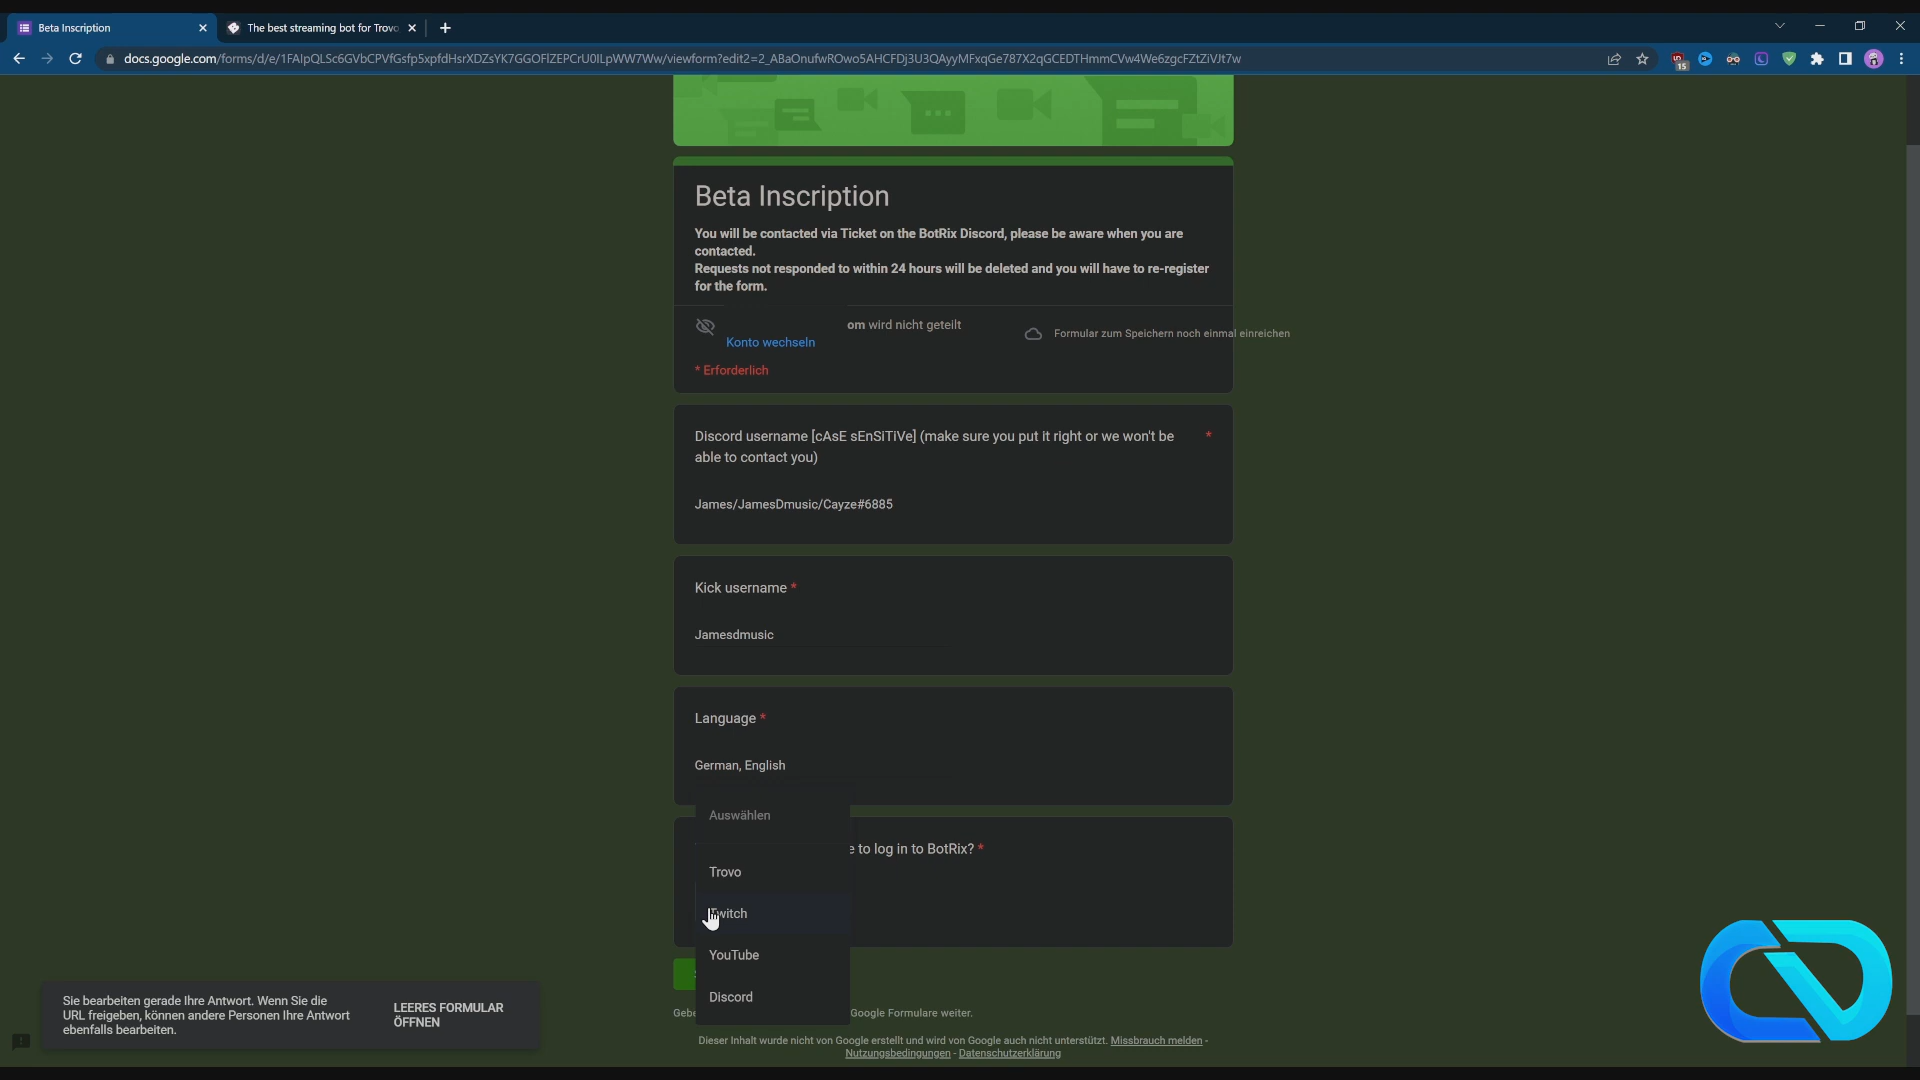 Beta Inscription
The best streaming bot for Trovo
docs.google.com/forms/d/e/1FAIpQLSc6GVbCPVfGsfp5xpfdHsrXDZsYK7GGOFlZEPCrU0ILpWW7Ww/viewform?edit2=2_ABaOnufwROwo5AHCFDj3U3QAyyMFxqGe787X2qGCEDTHmmCVw4We6zgcFZtZiVJt7w
15
Beta Inscription
You will be contacted via Ticket on the BotRix Discord, please be aware when you are
contacted.
Requests not responded to within 24 hours will be deleted and you will have to re-register
for the form.
om wird nicht geteilt
Konto wechseln
Formular zum Speichern noch einmal einreichen
* Erforderlich
Discord username [cAsE sEnSiTiVe] (make sure you put it right or we won't be *
able to contact you)
James/JamesDmusic/Cayze#6885
Kick username *
Jamesdmusic
Language *
German, English
Auswählen
e to log in to BotRix? *
Trovo
Twitch
YouTube
Discord
Sie bearbeiten gerade Ihre Antwort. Wenn Sie die
URL freigeben, können andere Personen Ihre Antwort
ebenfalls bearbeiten.
LEERES FORMULAR
ÖFFNEN
Gebe
Google Formulare weiter.
Dieser Inhalt wurde nicht von Google erstellt und wird von Google auch nicht unterstützt. Missbrauch melden -
Nutzungsbedingungen - Datenschutzerklärung